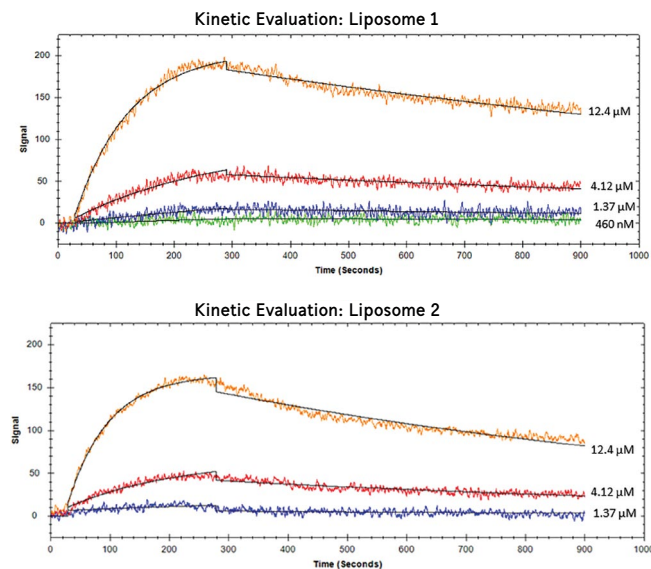 Kinetic Evaluation: Liposome 1
200
150
100
50
0
Signal
12.4 µM
4.12 µM
1.37
µM
460 nM
0 100 200 300 400 500 600 700 800 900 1000
Time (Seconds)
Kinetic Evaluation: Liposome 2
200
150
100
50
0
Signal
12.4 µM
4.12 µM
1.37 µM
0 100 200 300 400 500 600 700 800 900 1000
Time (Seconds)